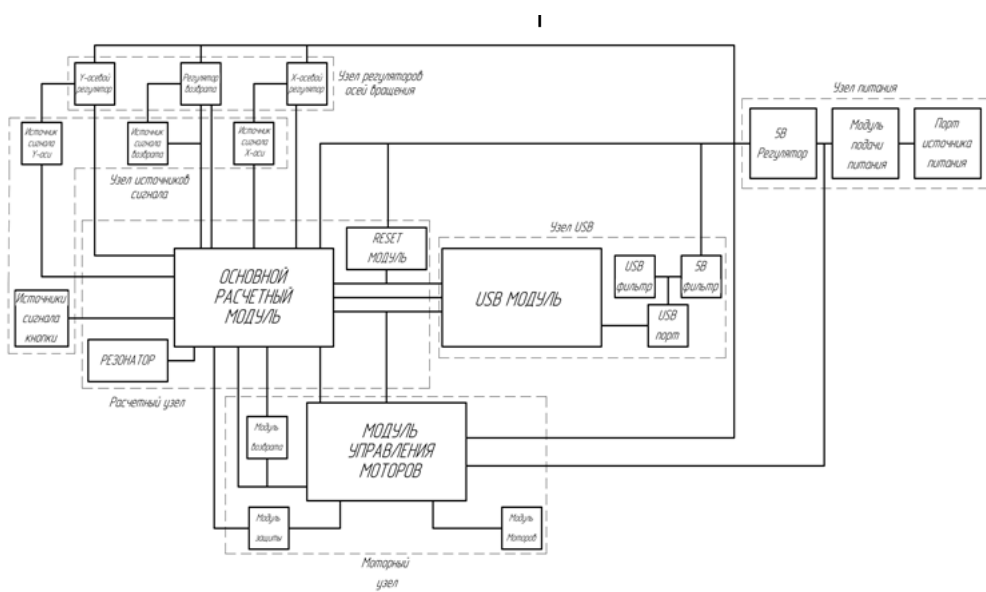 I
Y-осевой
регулятор
Регулятор
возврата
X-осевой
регулятор
Узел регуляторов
осей вращения
Источник
сигнала
Y-оси
Источник
сигнала
возврата
Источник
сигнала
X-оси
Узел источников
сигнала
Узел питания
5В
Регулятор
Модуль
подачи
питания
Порт
источника
питания
RESET
МОДУЛЬ
Узел USB
ОСНОВНОЙ
РАСЧЕТНЫЙ
МОДУЛЬ
USB МОДУЛЬ
USB
фильтр
5В
фильтр
USB
порт
Источники
сигнала
кнопки
РЕЗОНАТОР
Расчетный узел
Модуль
возврата
МОДУЛЬ
УПРАВЛЕНИЯ
МОТОРОВ
Модуль
защиты
Модуль
Моторов
Моторный
узел